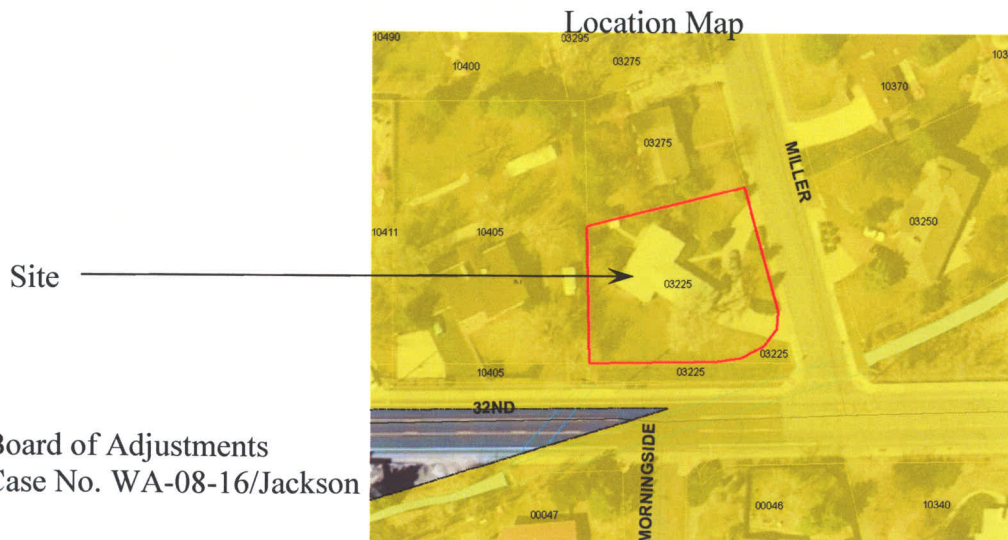 Location Map
10490
03295
10400
03275
10370
03275
MILLER
10411
10405
03250
Site
03225
03225
10405
03225
32ND
MORNINGSIDE
Board of Adjustments
Case No. WA-08-16/Jackson
00047
00046
10340